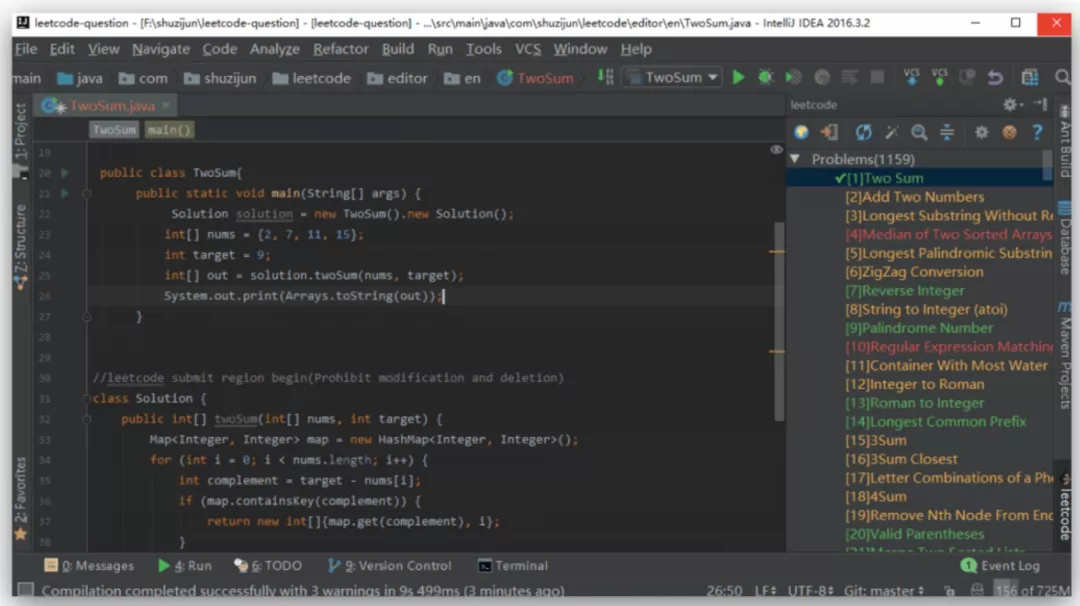 leetcode-question - [F:\shuzijun\leetcode-question] - [leetcode-question] - ...\src\main\java\com\shuzijun\leetcode\editor\en\TwoSum.java - IntelliJ IDEA 2016.3.2
File Edit View Navigate Code Analyze Refactor Build Run Tools VCS Window Help
main java com shuzijun leetcode editor en TwoSum TwoSum VCS VCS
TwoSum.java
TwoSum main()
19
20 public class TwoSum{
21 public static void main(String[] args) {
22 Solution solution = new TwoSum().new Solution();
23 int[] nums = {2, 7, 11, 15};
24 int target = 9;
25 int[] out = solution.twoSum(nums, target);
26 System.out.print(Arrays.toString(out));
27 }
28
29
30 //leetcode submit region begin(Prohibit modification and deletion)
31 class Solution {
32 public int[] twoSum(int[] nums, int target) {
33 Map<Integer, Integer> map = new HashMap<Integer, Integer>();
34 for (int i = 0; i < nums.length; i++) {
35 int complement = target - nums[i];
36 if (map.containsKey(complement)) {
37 return new int[]{map.get(complement), i};
38 }
1: Project
7: Structure
2: Favorites
leetcode
Problems(1159)
[1]Two Sum
[2]Add Two Numbers
[3]Longest Substring Without Re
[4]Median of Two Sorted Arrays
[5]Longest Palindromic Substrin
[6]ZigZag Conversion
[7]Reverse Integer
[8]String to Integer (atoi)
[9]Palindrome Number
[10]Regular Expression Matchin
[11]Container With Most Water
[12]Integer to Roman
[13]Roman to Integer
[14]Longest Common Prefix
[15]3Sum
[16]3Sum Closest
[17]Letter Combinations of a Ph
[18]4Sum
[19]Remove Nth Node From End
[20]Valid Parentheses
[21]Merge Two Sorted Lists
Ant Build
Database
Maven Projects
leetcode
0: Messages 4: Run 6: TODO 9: Version Control Terminal 1 Event Log
Compilation completed successfully with 3 warnings in 9s 499ms (3 minutes ago) 26:50 LF UTF-8 Git: master 156 of 725M